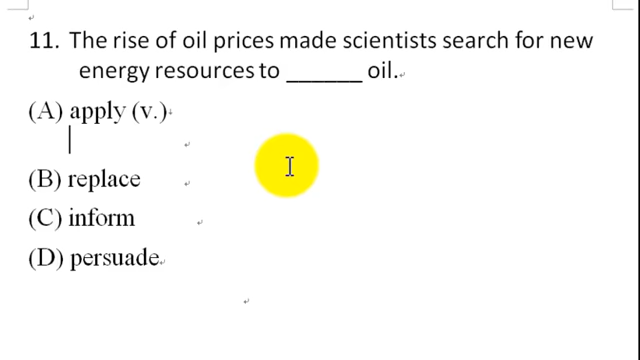 11. The rise of oil prices made scientists search for new
energy resources to ______ oil.
(A) apply (v.)
(B) replace
(C) inform
(D) persuade